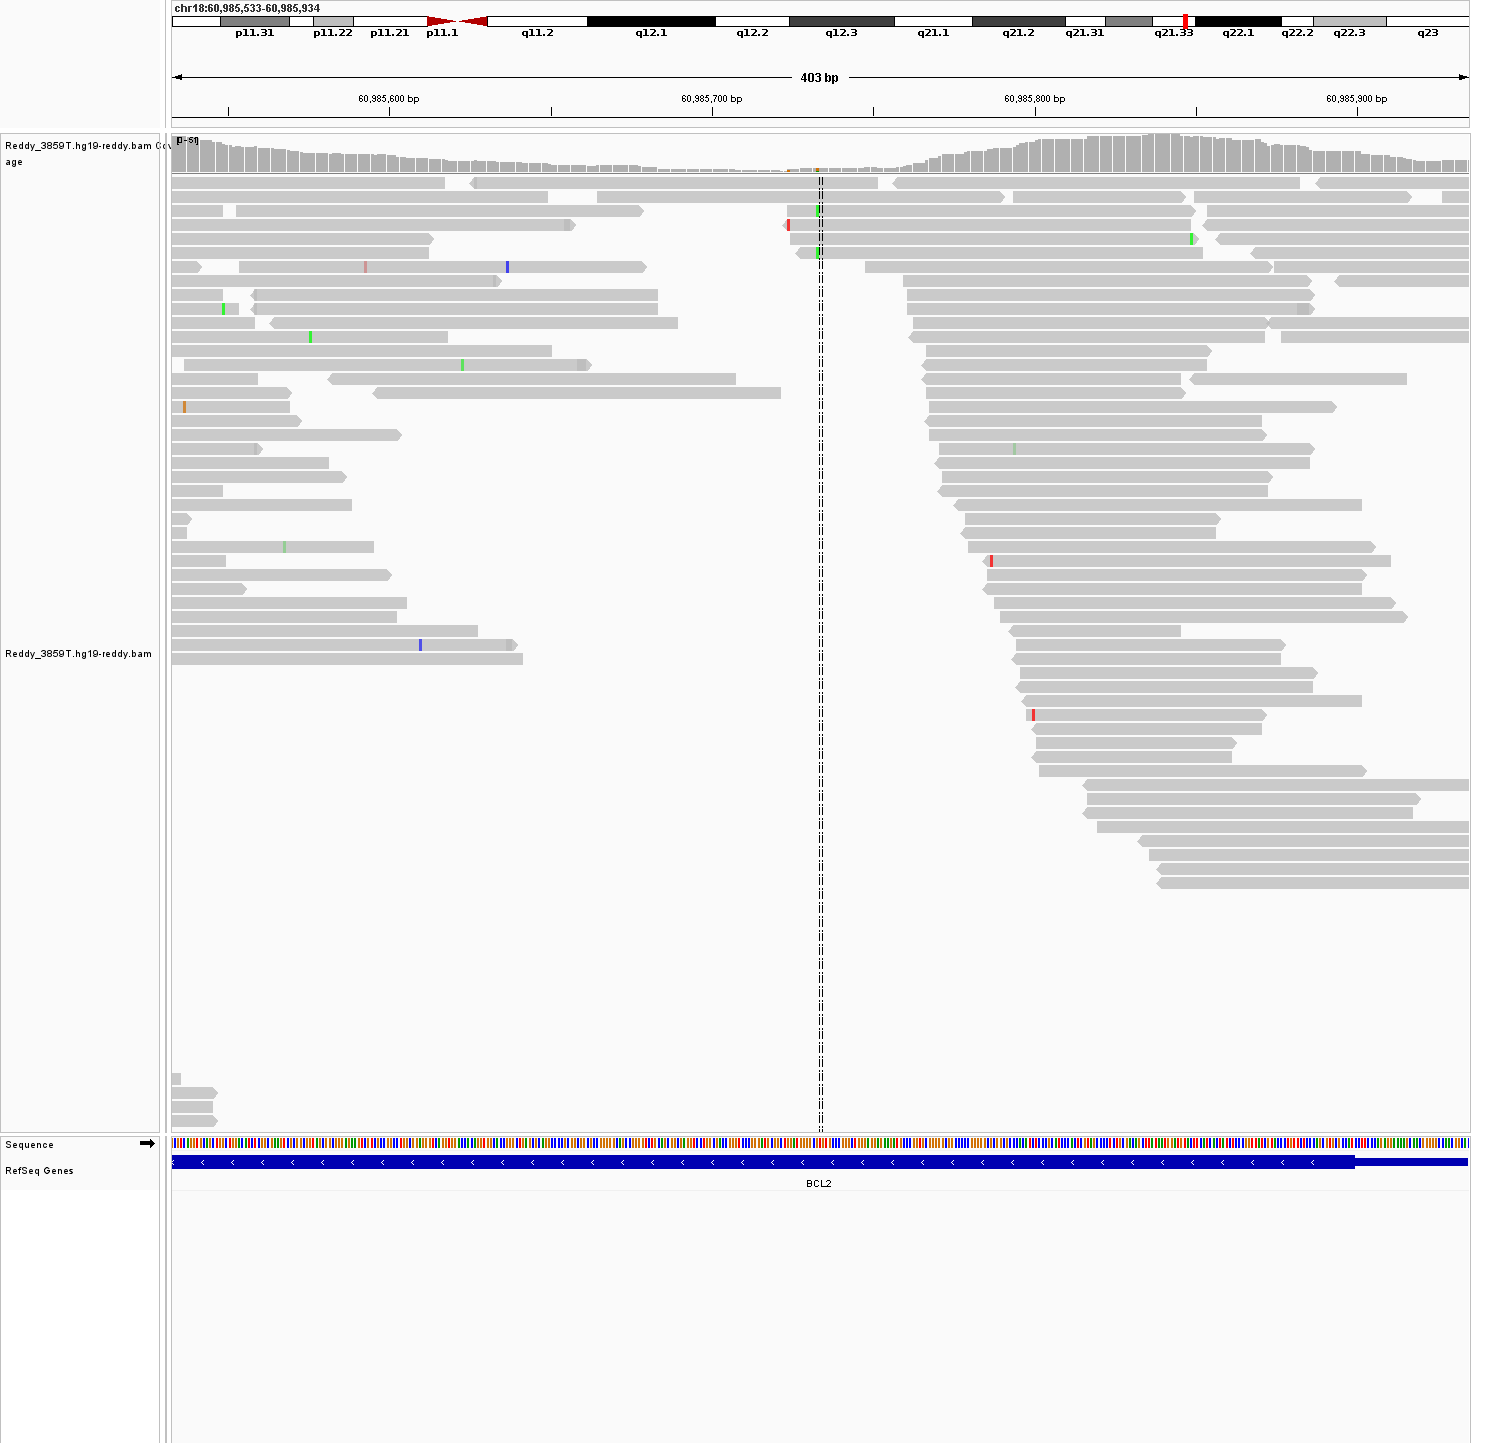 chr18:60,985,533-60,985,934
p11.31 p11.22 p11.21 p11.1 q11.2 q12.1 q12.2 q12.3 q21.1 q21.2 q21.31 q21.33 q22.1 q22.2 q22.3 q23
403 bp
60,985,600 bp 60,985,700 bp 60,985,800 bp 60,985,900 bp
Reddy_3859T.hg19-reddy.bam Cov
age
[0-51]
Reddy_3859T.hg19-reddy.bam
Sequence
RefSeq Genes
BCL2